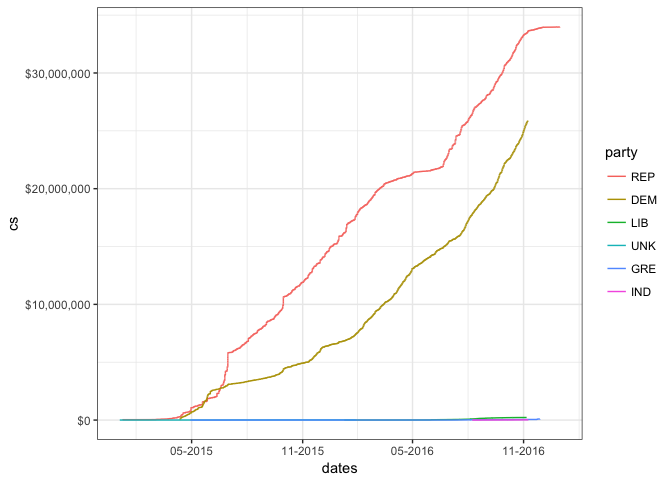 cs
$30,000,000
$20,000,000
$10,000,000
$0
05-2015
11-2015
05-2016
11-2016
dates
party
REP
DEM
LIB
UNK
GRE
IND